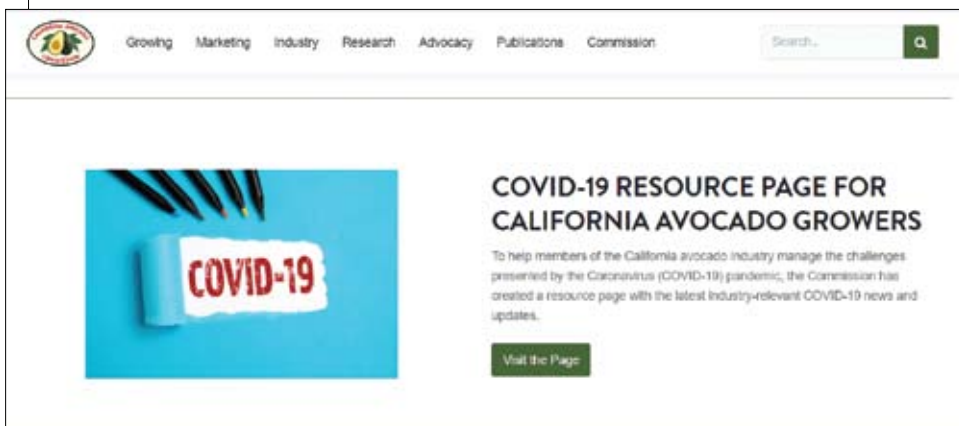 Growing Marketing Industry Research Advocacy Publications Commission Search...
COVID-19
COVID-19 RESOURCE PAGE FOR
CALIFORNIA AVOCADO GROWERS
To help members of the California avocado industry manage the challenges
presented by the Coronavirus (COVID-19) pandemic, the Commission has
created a resource page with the latest industry-relevant COVID-19 news and
updates.
Visit the Page